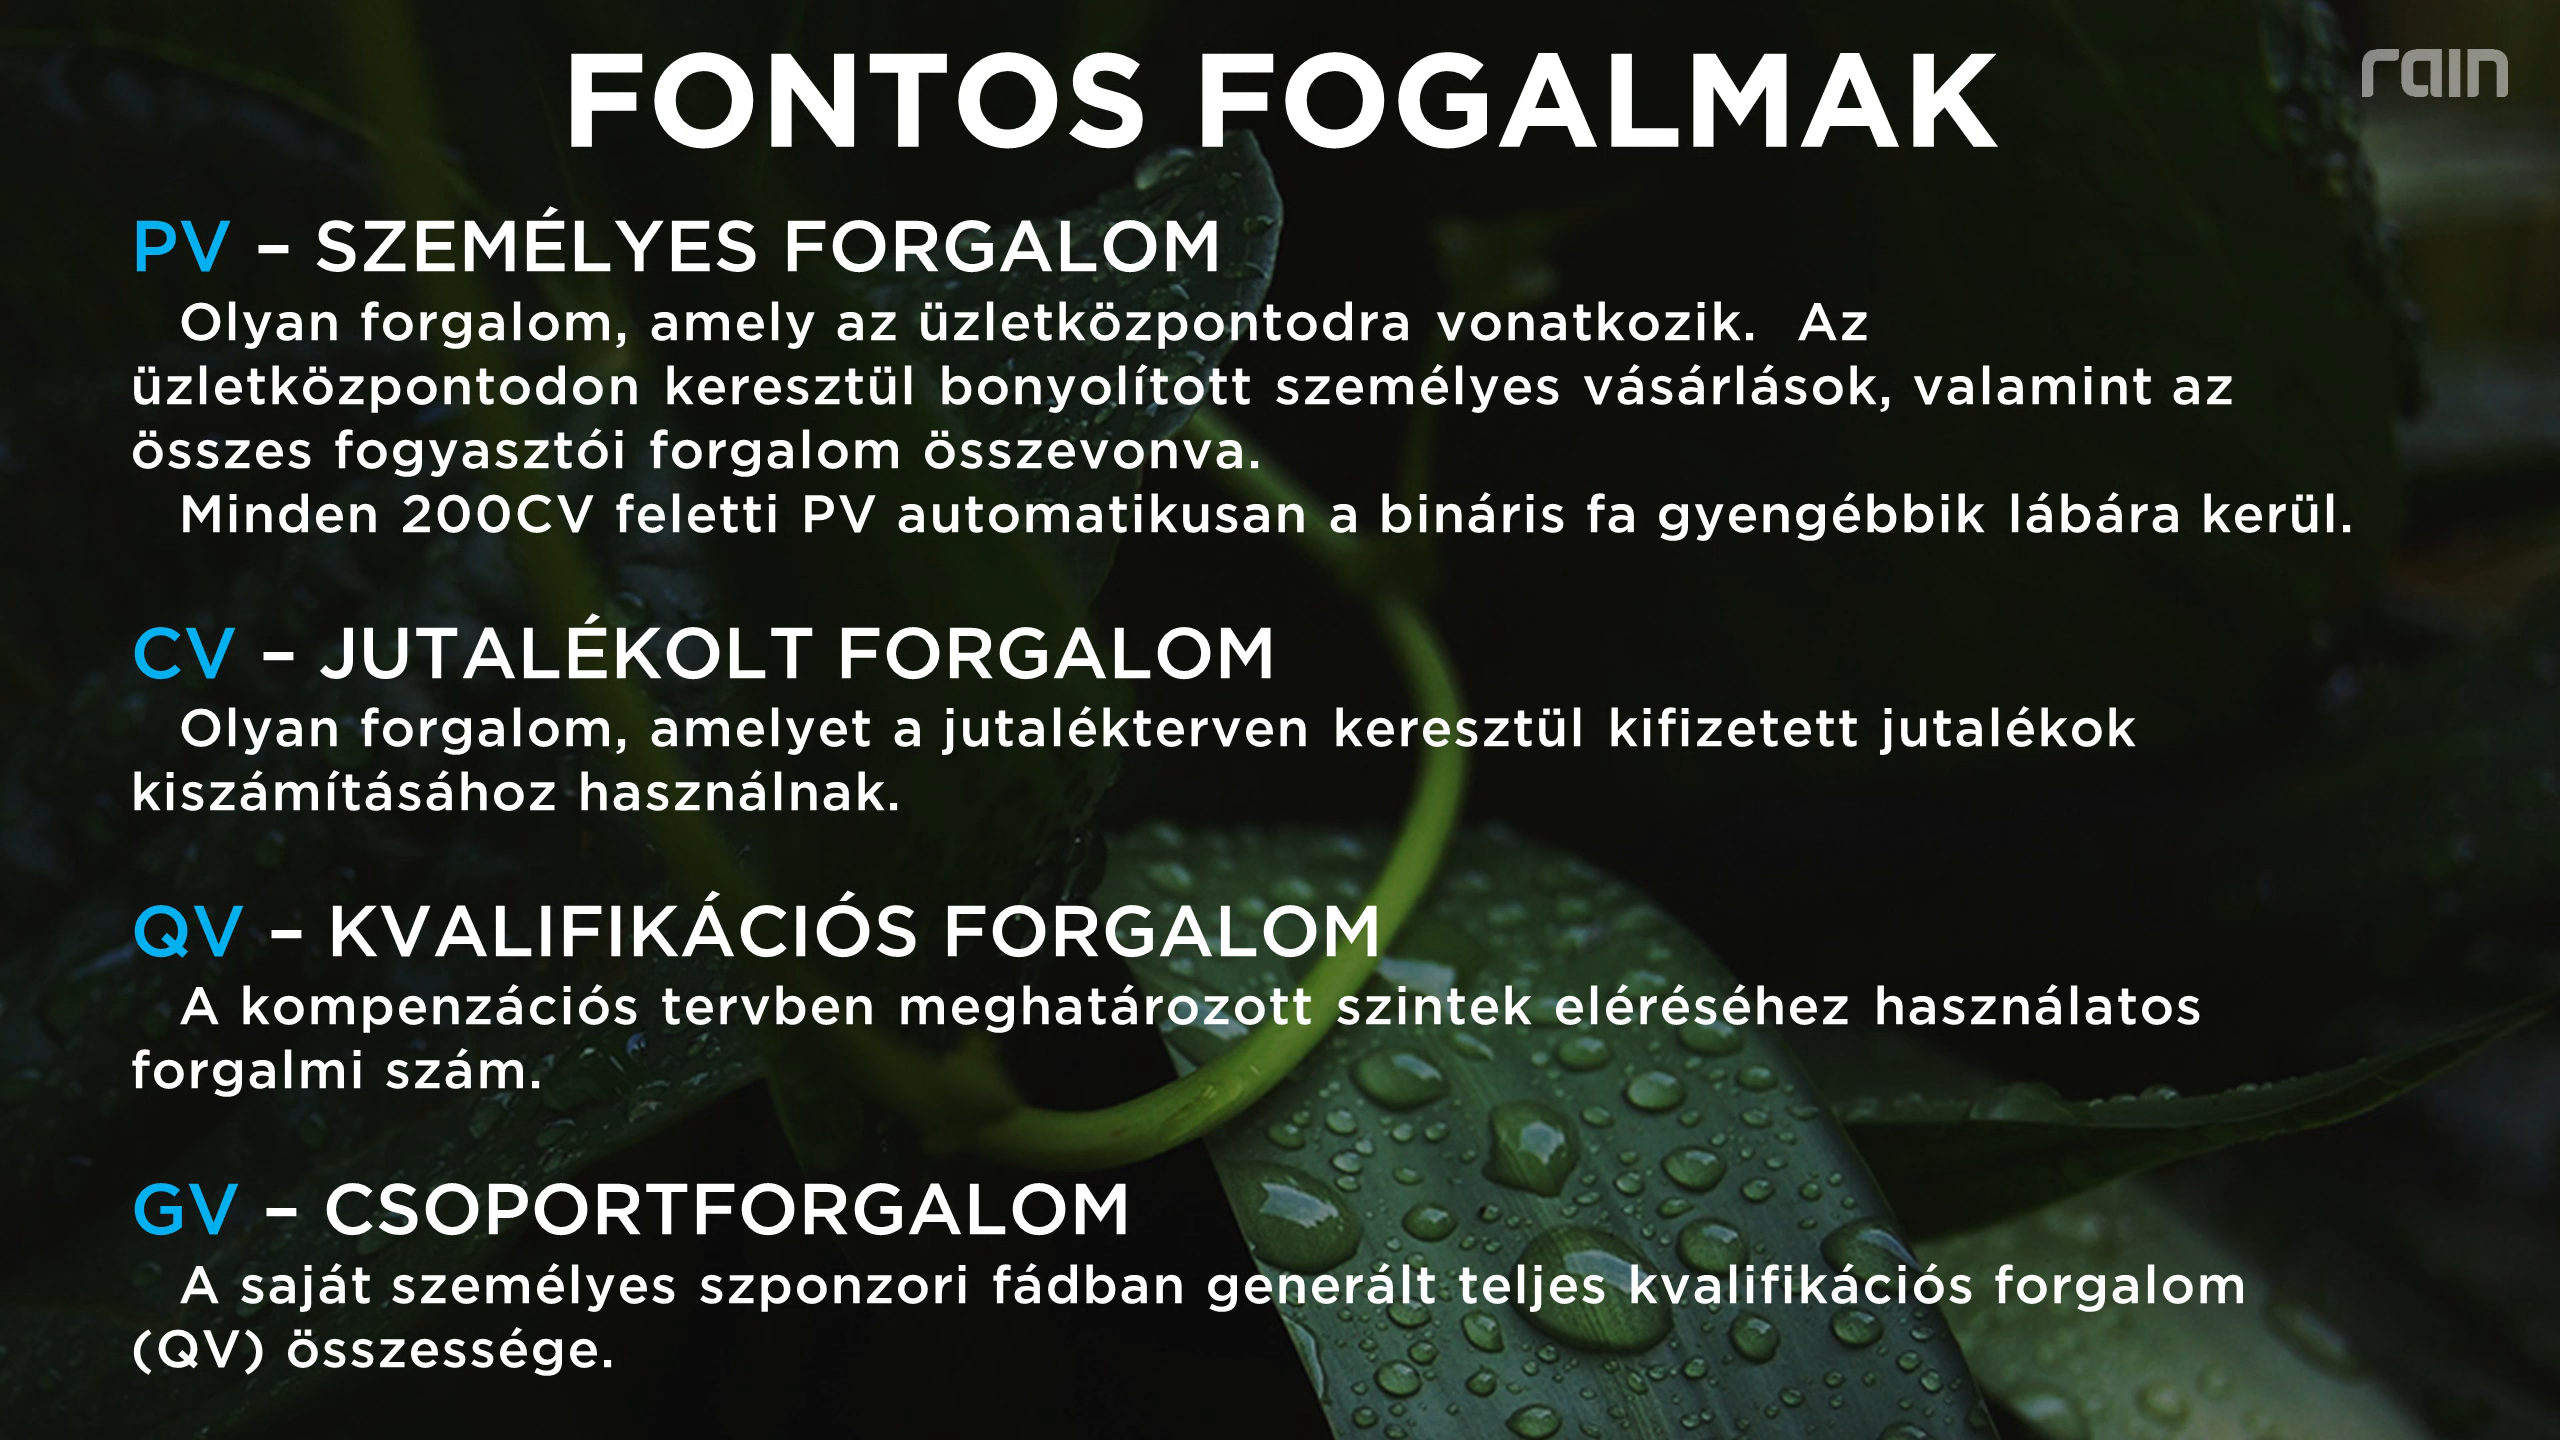 FONTOS FOGALMAK
rain
PV – SZEMÉLYES FORGALOM
Olyan forgalom, amely az üzletközpontodra vonatkozik. Az
üzletközpontodon keresztül bonyolított személyes vásárlások, valamint az
összes fogyasztói forgalom összevonva.
Minden 200CV feletti PV automatikusan a bináris fa gyengébbik lábára kerül.
CV – JUTALÉKOLT FORGALOM
Olyan forgalom, amelyet a jutalékterven keresztül kifizetett jutalékok
kiszámításához használnak.
QV – KVALIFIKÁCIÓS FORGALOM
A kompenzációs tervben meghatározott szintek eléréséhez használatos
forgalmi szám.
GV – CSOPORTFORGALOM
A saját személyes szponzori fádban generált teljes kvalifikációs forgalom
(QV) összessége.